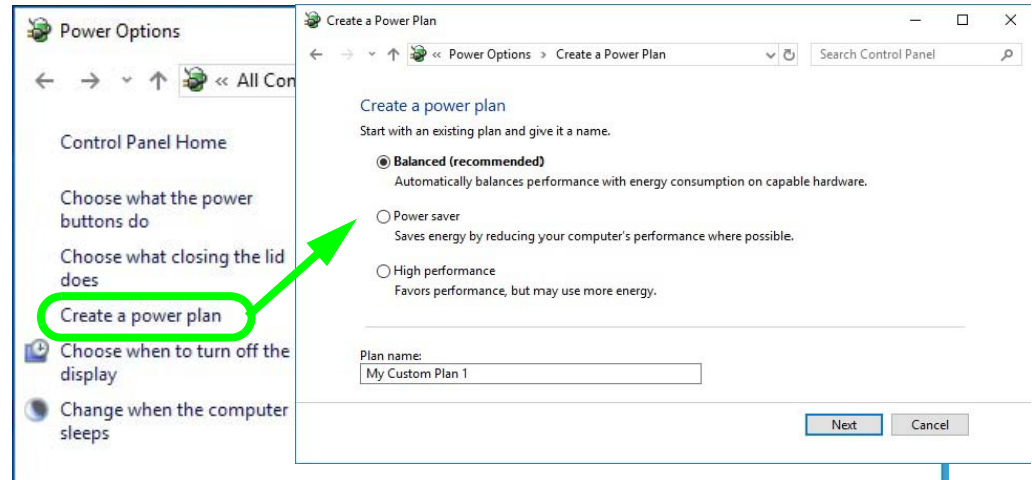 Power Options
« All Con
Control Panel Home
Choose what the power
buttons do
Choose what closing the lid
does
Create a power plan
Choose when to turn off the
display
Change when the computer
sleeps
Create a Power Plan
« Power Options > Create a Power Plan
Search Control Panel
Create a power plan
Start with an existing plan and give it a name.
Balanced (recommended)
Automatically balances performance with energy consumption on capable hardware.
Power saver
Saves energy by reducing your computer's performance where possible.
High performance
Favors performance, but may use more energy.
Plan name:
My Custom Plan 1
Next Cancel